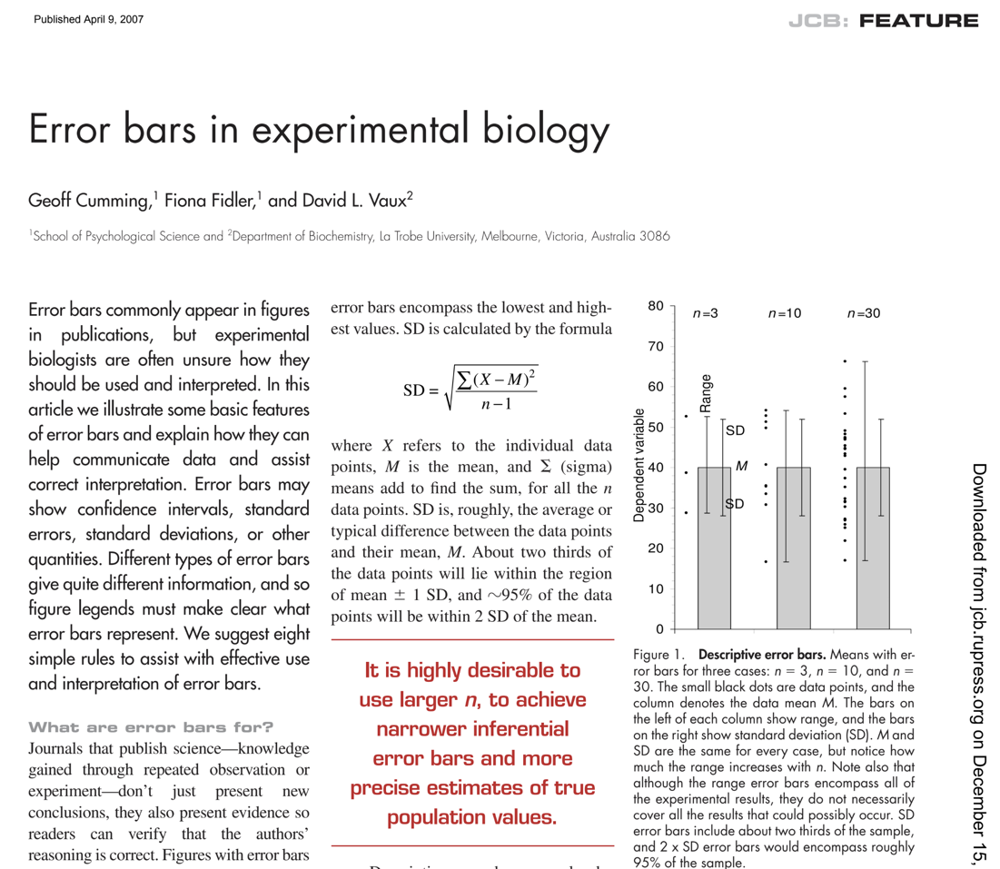 Published April 9, 2007
JCB: FEATURE
Error bars in experimental biology
Geoff Cumming,1 Fiona Fidler,1 and David L. Vaux2
1School of Psychological Science and 2Department of Biochemistry, La Trobe University, Melbourne, Victoria, Australia 3086
Error bars commonly appear in figures
in publications, but experimental
biologists are often unsure how they
should be used and interpreted. In this
article we illustrate some basic features
of error bars and explain how they can
help communicate data and assist
correct interpretation. Error bars may
show confidence intervals, standard
errors, standard deviations, or other
quantities. Different types of error bars
give quite different information, and so
figure legends must make clear what
error bars represent. We suggest eight
simple rules to assist with effective use
and interpretation of error bars.
What are error bars for?
Journals that publish science—knowledge
gained through repeated observation or
experiment—don't just present new
conclusions, they also present evidence so
readers can verify that the authors'
reasoning is correct. Figures with error bars
error bars encompass the lowest and high-
est values. SD is calculated by the formula
SD = √(∑(X – M)² / n – 1)
where X refers to the individual data
points, M is the mean, and Σ (sigma)
means add to find the sum, for all the n
data points. SD is, roughly, the average or
typical difference between the data points
and their mean, M. About two thirds of
the data points will lie within the region
of mean ± 1 SD, and ~95% of the data
points will be within 2 SD of the mean.
It is highly desirable to
use larger n, to achieve
narrower inferential
error bars and more
precise estimates of true
population values.
80
70
60
50
40
30
20
10
0
Dependent variable
n=3
n=10
n=30
Range
SD
M
SD
Figure 1. Descriptive error bars. Means with er-
ror bars for three cases: n = 3, n = 10, and n =
30. The small black dots are data points, and the
column denotes the data mean M. The bars on
the left of each column show range, and the bars
on the right show standard deviation (SD). M and
SD are the same for every case, but notice how
much the range increases with n. Note also that
although the range error bars encompass all of
the experimental results, they do not necessarily
cover all the results that could possibly occur. SD
error bars include about two thirds of the sample,
and 2 x SD error bars would encompass roughly
95% of the sample.
Downloaded from jcb.rupress.org on December 15,